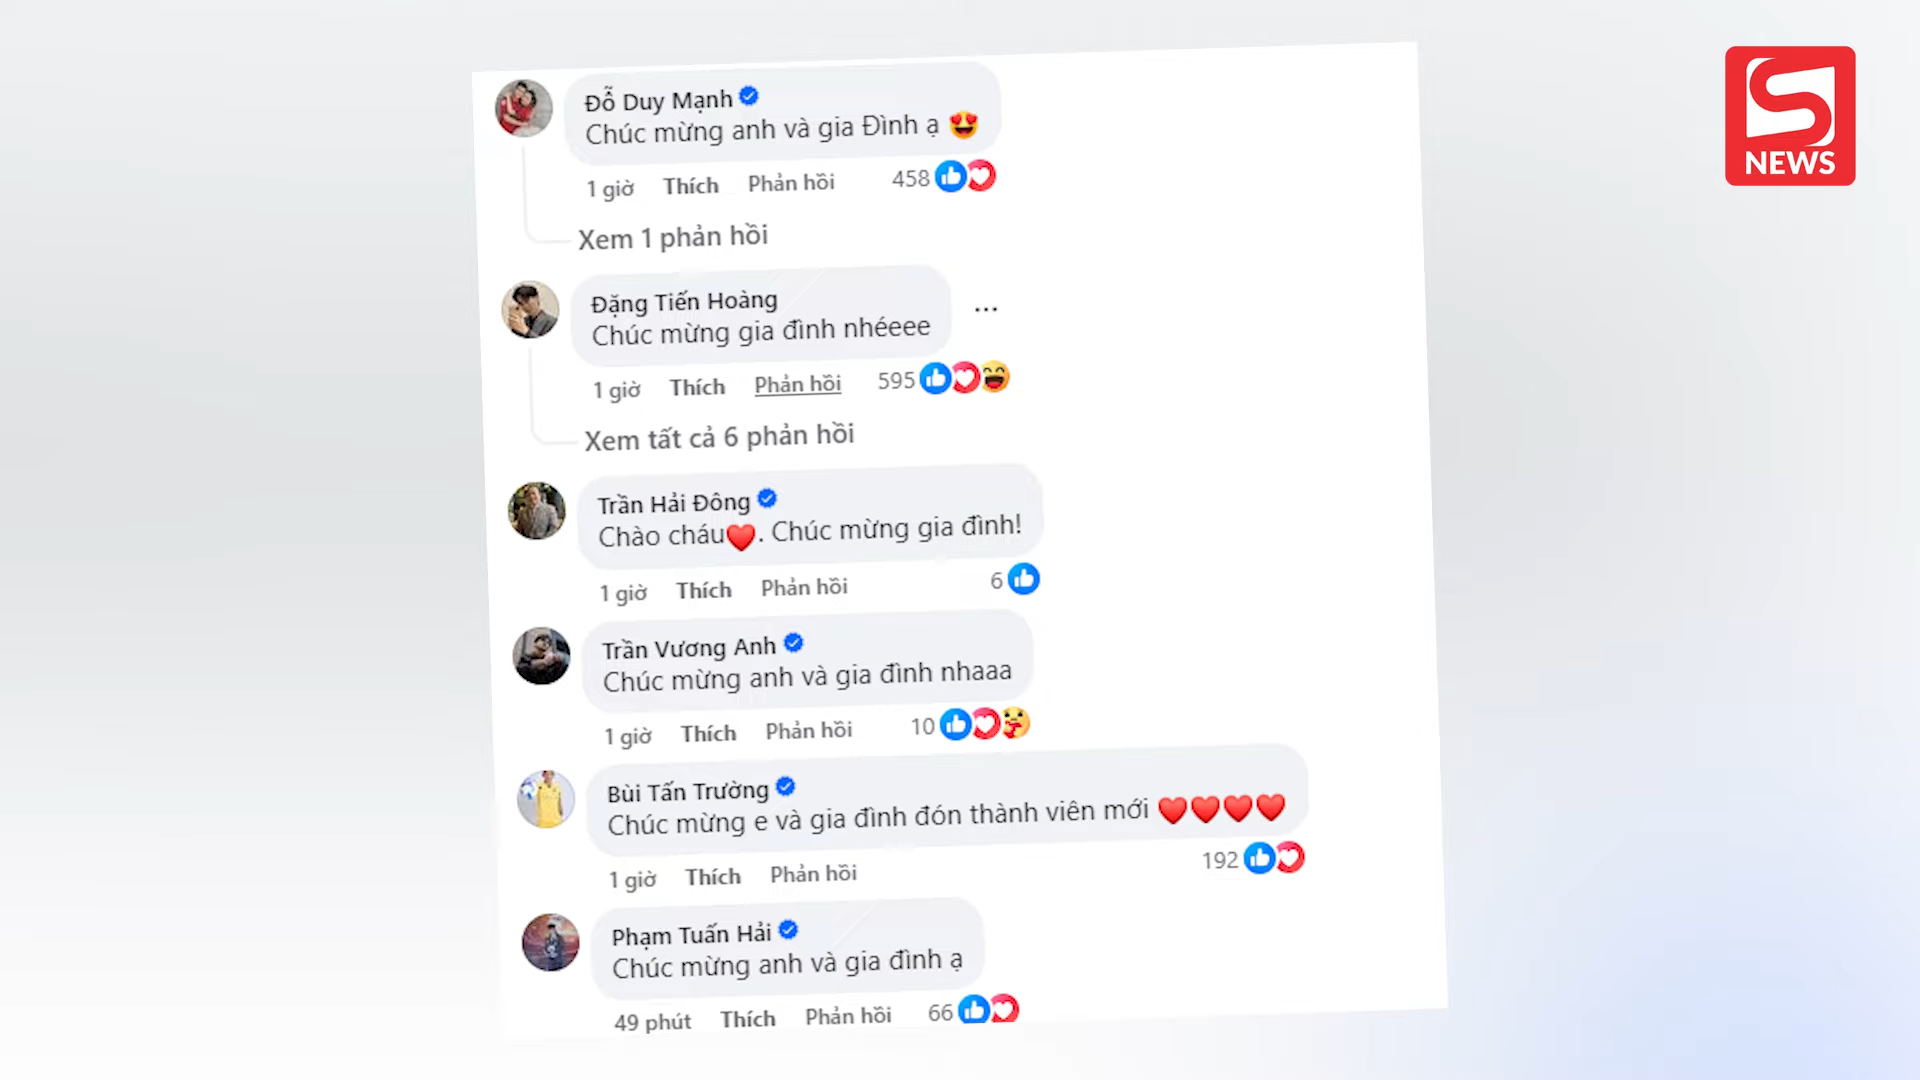 S
NEWS
Đỗ Duy Mạnh
Chúc mừng anh và gia Đình ạ 😍
1 giờ Thích Phản hồi 458
Xem 1 phản hồi
Đặng Tiến Hoàng
Chúc mừng gia đình nhéeee
...
1 giờ Thích Phản hồi 595
Xem tất cả 6 phản hồi
Trần Hải Đông
Chào cháu❤️. Chúc mừng gia đình!
1 giờ Thích Phản hồi 6
Trần Vương Anh
Chúc mừng anh và gia đình nhaaa
1 giờ Thích Phản hồi 10
Bùi Tấn Trường
Chúc mừng e và gia đình đón thành viên mới ❤️❤️❤️❤️
1 giờ Thích Phản hồi 192
Phạm Tuấn Hải
Chúc mừng anh và gia đình ạ
49 phút Thích Phản hồi 66